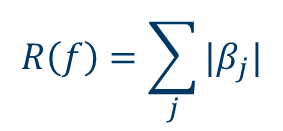 R(f) = ∑_j |β_j|